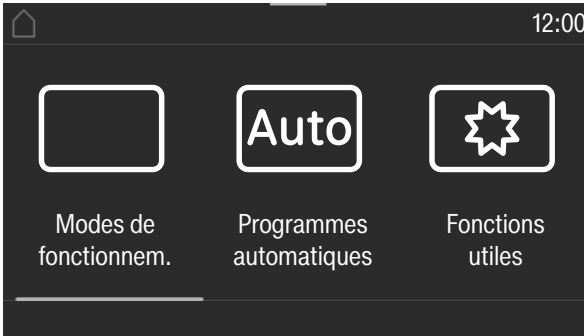 12:00
Auto
Modes de
fonctionnem.
Programmes
automatiques
Fonctions
utiles